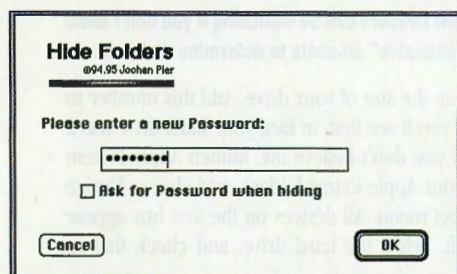 Hide Folders
©94.95 Jochen Pier
Please enter a new Password:
••••••••
Ask for Password when hiding
Cancel
OK